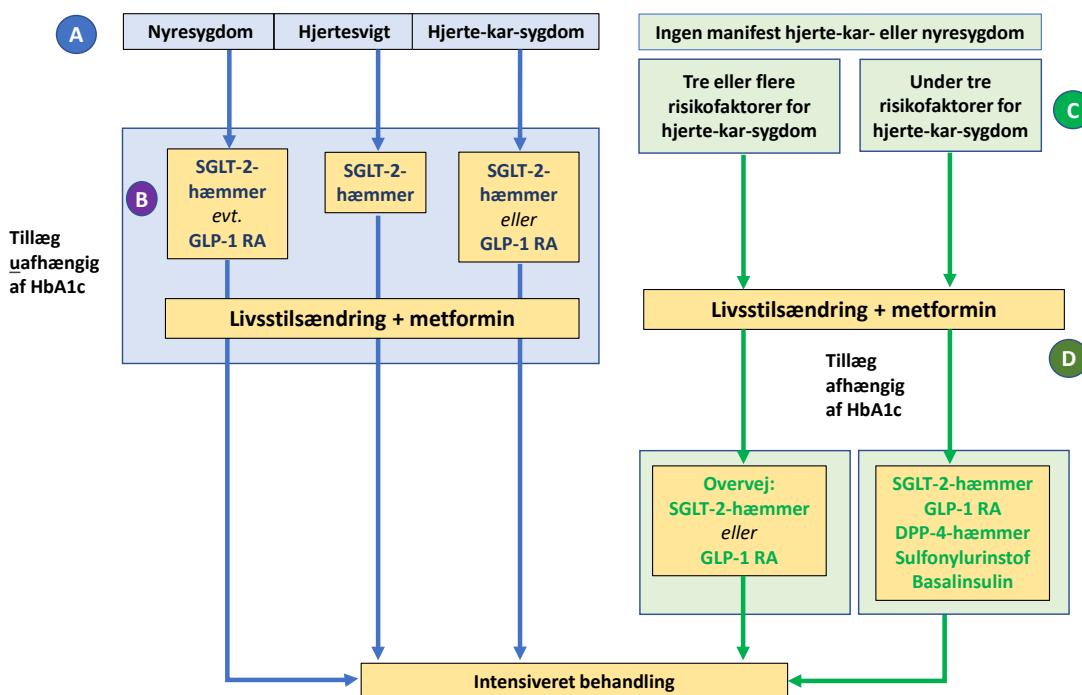 A
Nyresygdom
Hjertesvigt
Hjerte-kar-sygdom
B
SGLT-2-
hæmmer
evt.
GLP-1 RA
SGLT-2-
hæmmer
SGLT-2-
hæmmer
eller
GLP-1 RA
Tillæg
uafhængig
af HbA1c
Livsstilsændring + metformin
Ingen manifest hjerte-kar- eller nyresygdom
Tre eller flere
risikofaktorer for
hjerte-kar-sygdom
Under tre
risikofaktorer for
hjerte-kar-sygdom
C
Livsstilsændring + metformin
D
Tillæg
afhængig
af HbA1c
Overvej:
SGLT-2-hæmmer
eller
GLP-1 RA
SGLT-2-hæmmer
GLP-1 RA
DPP-4-hæmmer
Sulfonylurinstof
Basalinsulin
Intensiveret behandling